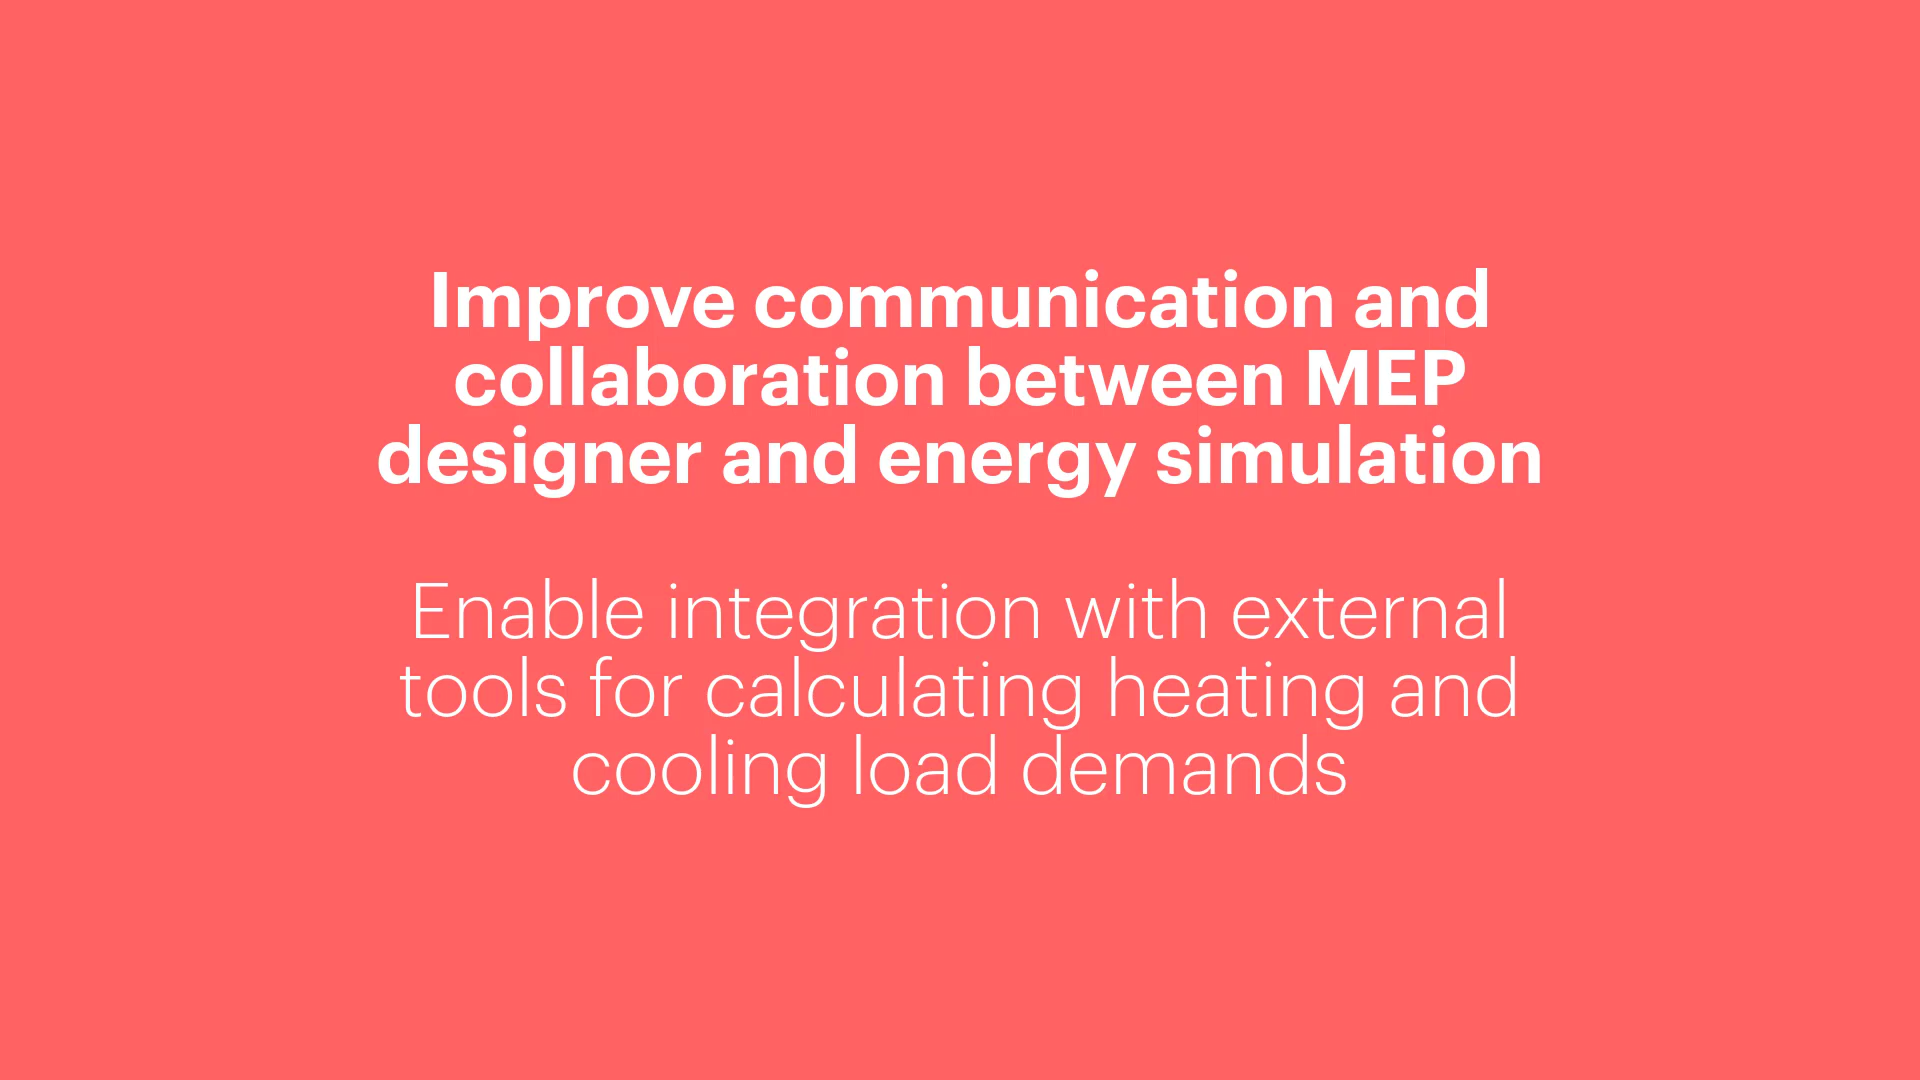 Improve communication and
collaboration between MEP
designer and energy simulation
Enable integration with external
tools for calculating heating and
cooling load demands